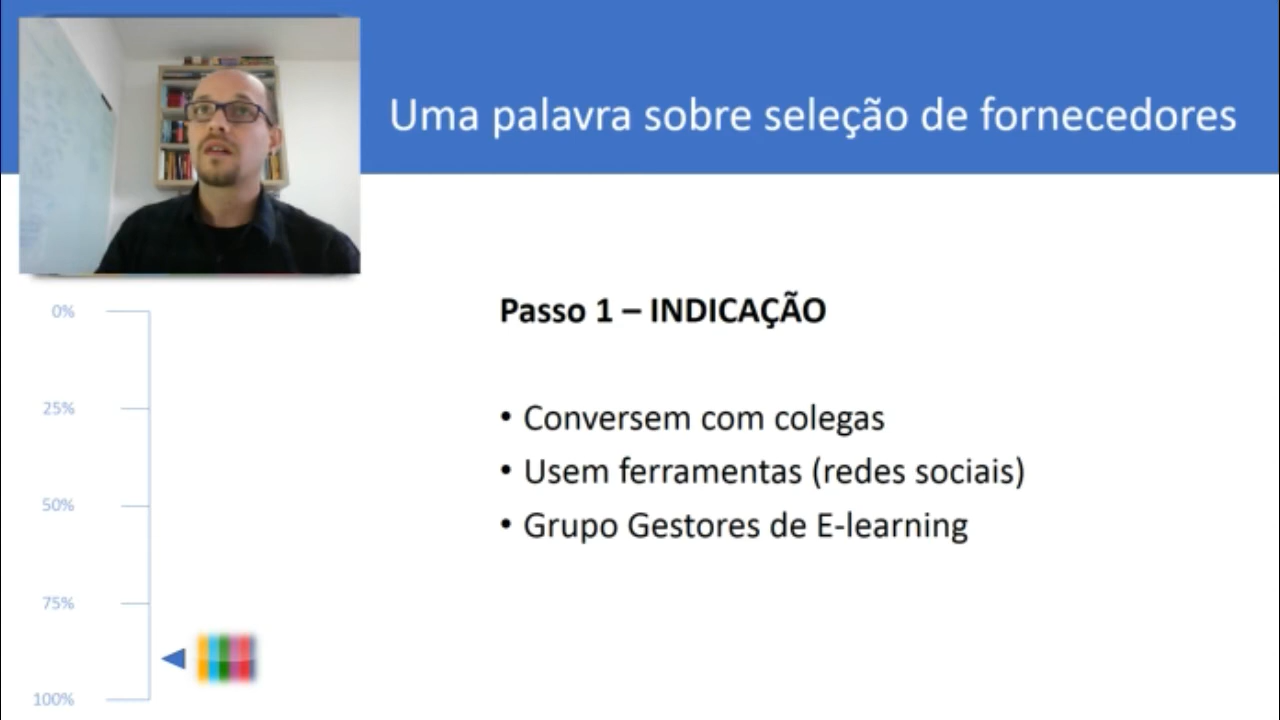 Uma palavra sobre seleção de fornecedores
Passo 1 – INDICAÇÃO
• Conversem com colegas
• Usem ferramentas (redes sociais)
• Grupo Gestores de E-learning
0%
25%
50%
75%
100%